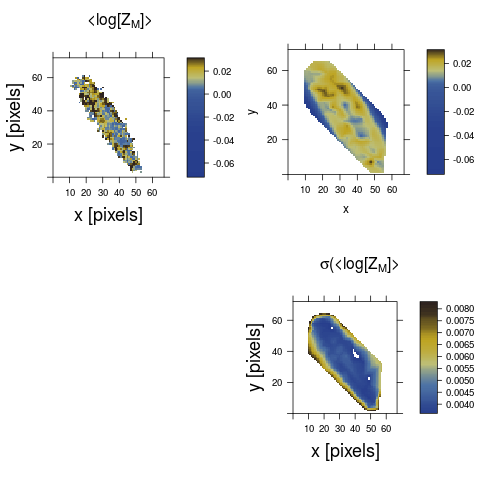 <log[Z_M]>
60
40
20
10 20 30 40 50 60
x [pixels]
y [pixels]
0.02
0.00
-0.02
-0.04
-0.06
60
40
20
10 20 30 40 50 60
x
y
0.02
0.00
-0.02
-0.04
-0.06
σ(<log[Z_M]>
60
40
20
10 20 30 40 50 60
x [pixels]
y [pixels]
0.0080
0.0075
0.0070
0.0065
0.0060
0.0055
0.0050
0.0045
0.0040